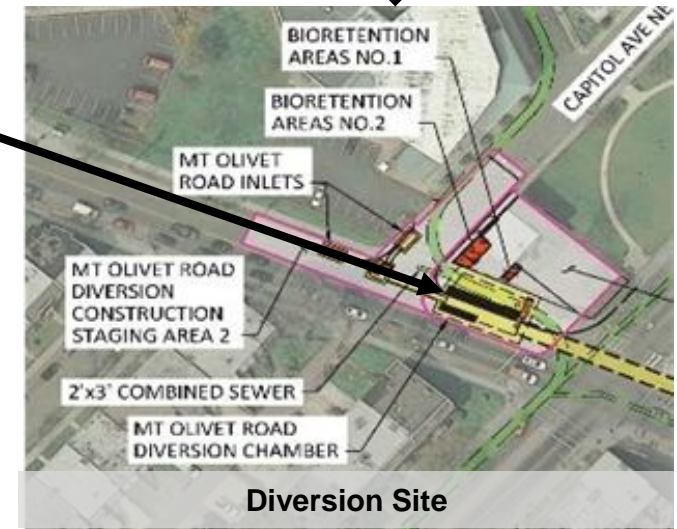 BIORETENTION
AREAS NO.1
CAPITOL AVE NE
BIORETENTION
AREAS NO.2
MT OLIVET
ROAD INLETS
MT OLIVET ROAD
DIVERSION
CONSTRUCTION
STAGING AREA 2
2'x3' COMBINED SEWER
MT OLIVET ROAD
DIVERSION CHAMBER
Diversion Site